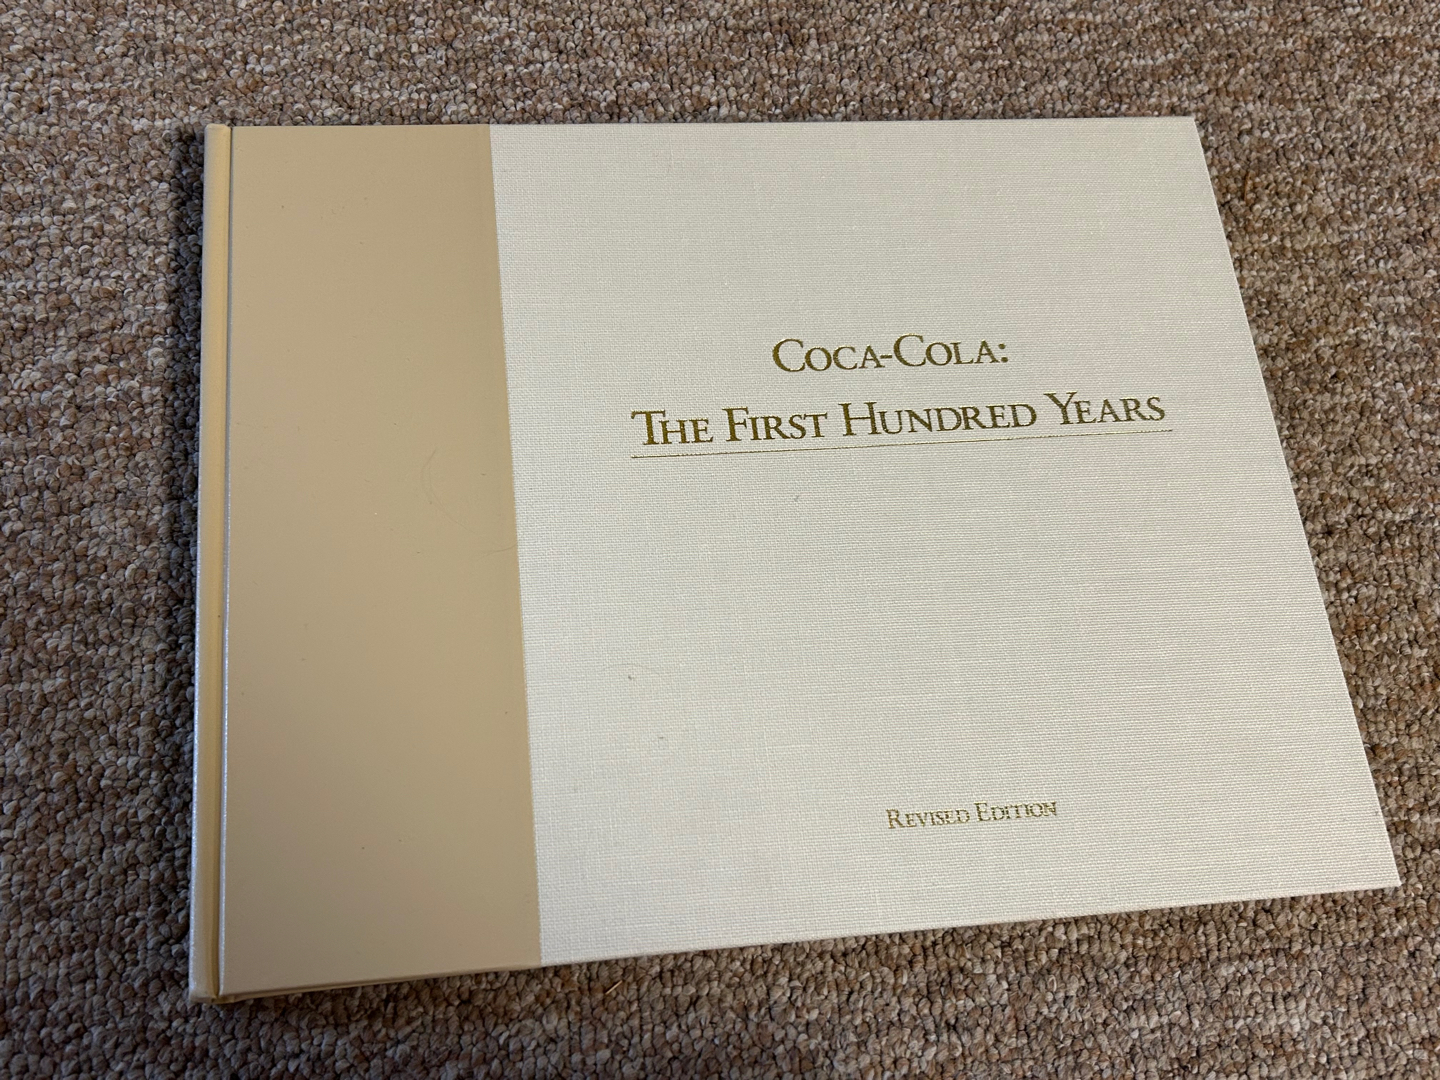 Coca-Cola:
The First Hundred Years
Revised Edition